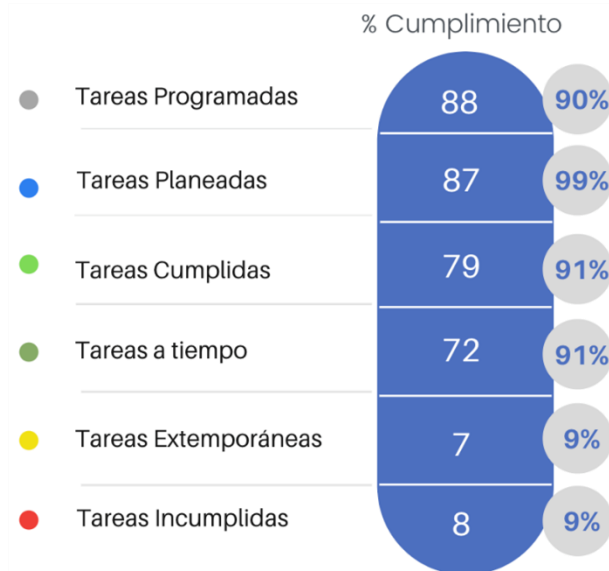 % Cumplimiento
Tareas Programadas 88 90%
Tareas Planeadas 87 99%
Tareas Cumplidas 79 91%
Tareas a tiempo 72 91%
Tareas Extemporáneas 7 9%
Tareas Incumplidas 8 9%